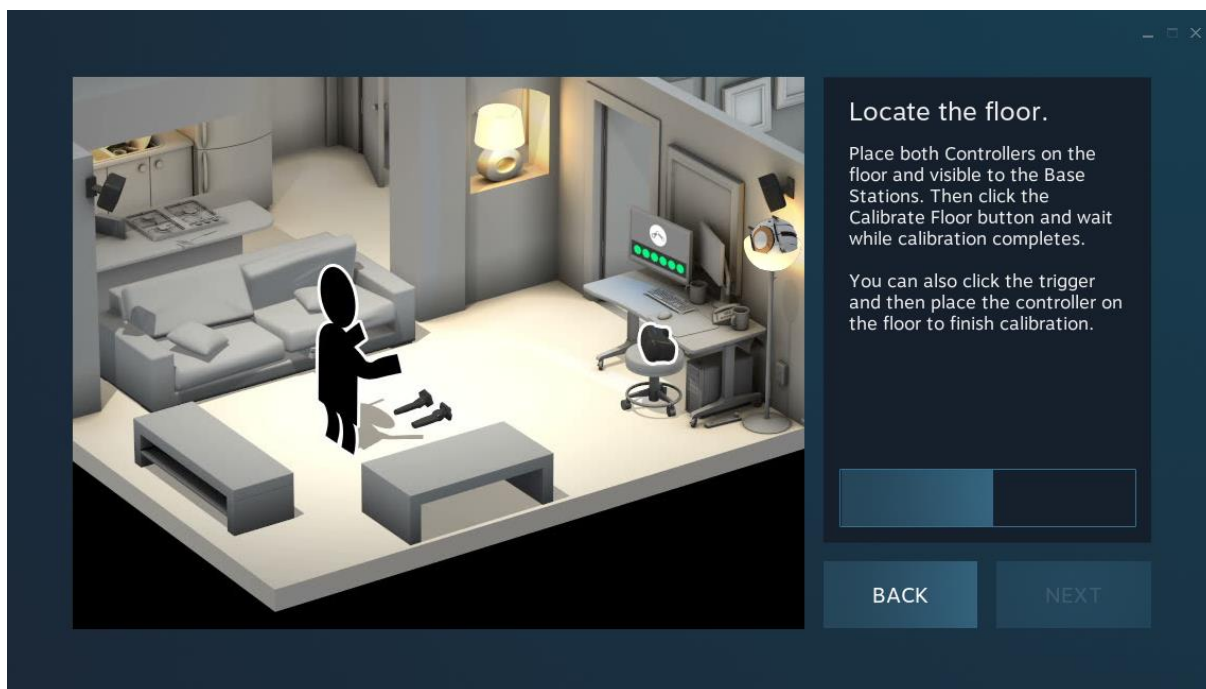 Locate the floor.
Place both Controllers on the
floor and visible to the Base
Stations. Then click the
Calibrate Floor button and wait
while calibration completes.
You can also click the trigger
and then place the controller on
the floor to finish calibration.
BACK
NEXT